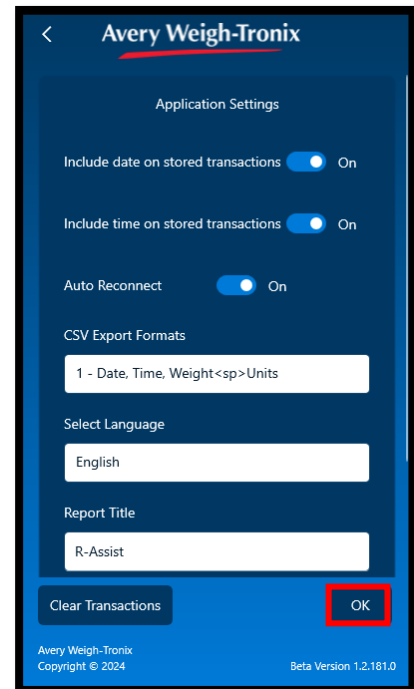 Avery Weigh-Tronix
Application Settings
Include date on stored transactions On
Include time on stored transactions On
Auto Reconnect On
CSV Export Formats
1 - Date, Time, Weight<sp>Units
Select Language
English
Report Title
R-Assist
Clear Transactions OK
Avery Weigh-Tronix
Copyright © 2024 Beta Version 1.2.181.0